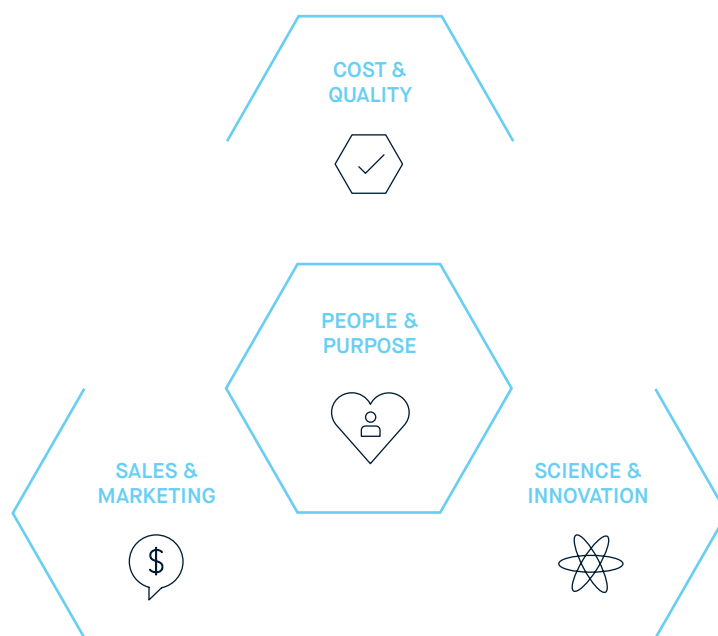 COST &
QUALITY
PEOPLE &
PURPOSE
SALES &
MARKETING
$
SCIENCE &
INNOVATION